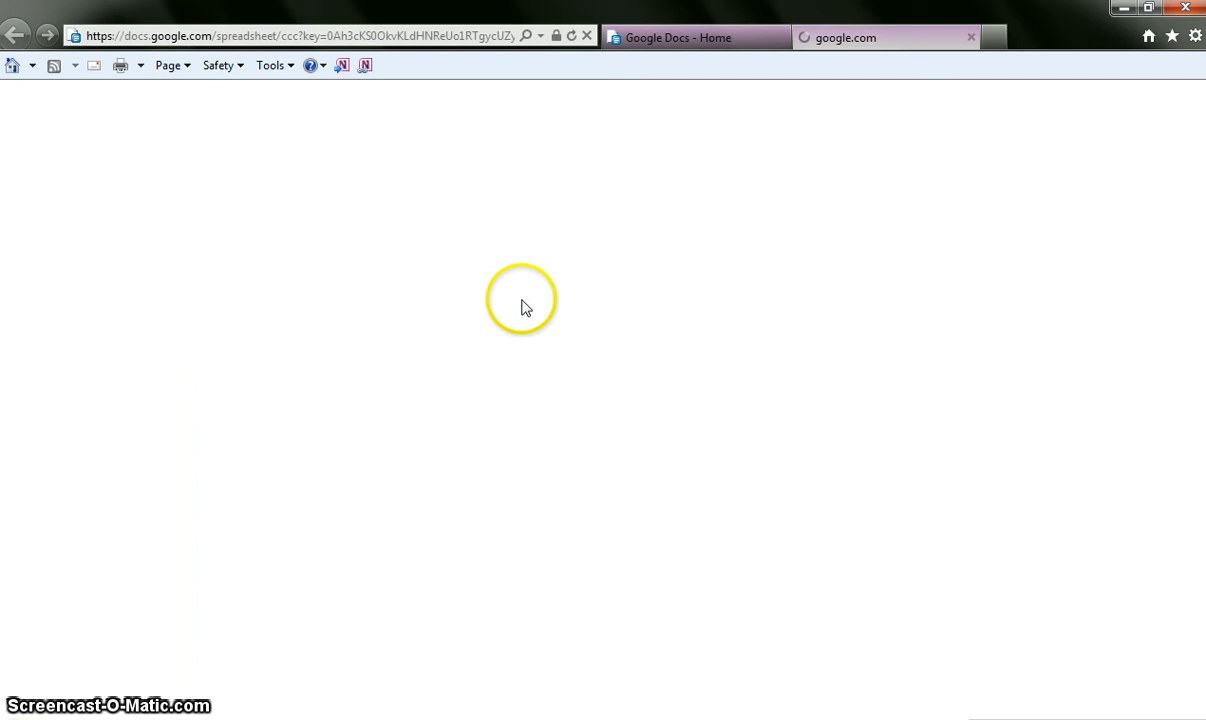 https://docs.google.com/spreadsheet/ccc?key=0Ah3cKS0OkvKLdHNReUo1RTgycUZy
Google Docs - Home
google.com
Page
Safety
Tools
Screencast-O-Matic.com